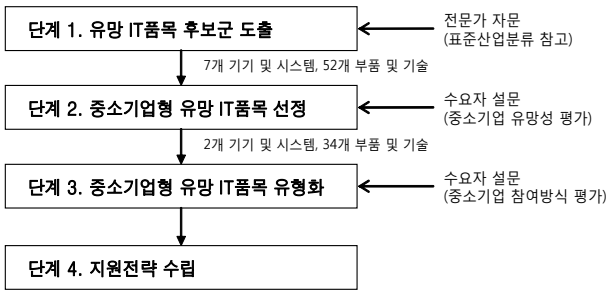 단계 1. 유망 IT품목 후보군 도출
전문가 자문
(표준산업분류 참고)
7개 기기 및 시스템, 52개 부품 및 기술
단계 2. 중소기업형 유망 IT품목 선정
수요자 설문
(중소기업 유망성 평가)
2개 기기 및 시스템, 34개 부품 및 기술
단계 3. 중소기업형 유망 IT품목 유형화
수요자 설문
(중소기업 참여방식 평가)
단계 4. 지원전략 수립